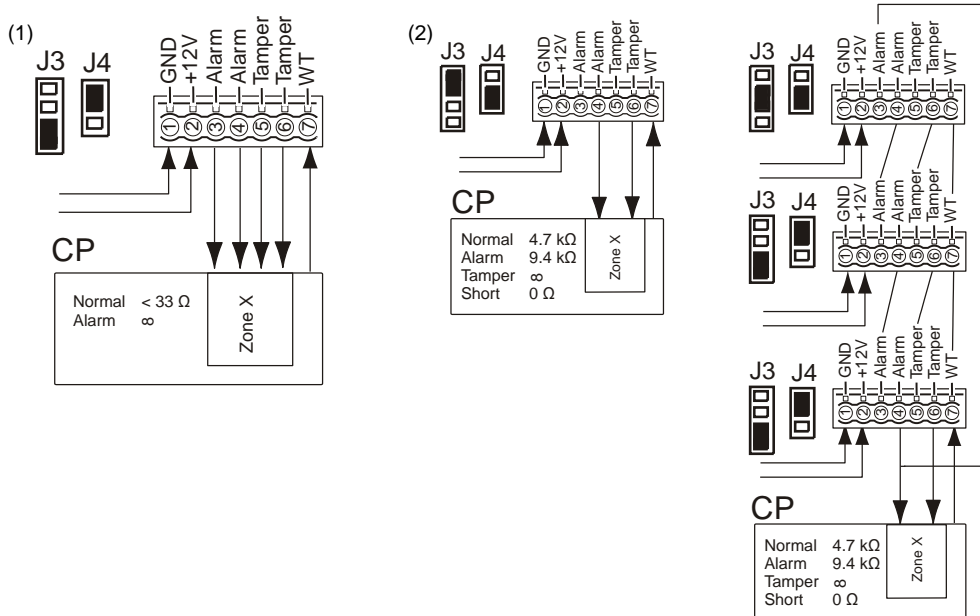 (1)
J3 J4
GND
+12V
Alarm
Alarm
Tamper
Tamper
WT
1 2 3 4 5 6 7
CP
Normal < 33 Ω
Alarm ∞
Zone X
(2)
J3 J4
GND
+12V
Alarm
Alarm
Tamper
Tamper
WT
1 2 3 4 5 6 7
CP
Normal 4.7 kΩ
Alarm 9.4 kΩ
Tamper ∞
Short 0 Ω
Zone X
J3 J4
GND
+12V
Alarm
Alarm
Tamper
Tamper
WT
1 2 3 4 5 6 7
J3 J4
GND
+12V
Alarm
Alarm
Tamper
Tamper
WT
1 2 3 4 5 6 7
J3 J4
GND
+12V
Alarm
Alarm
Tamper
Tamper
WT
1 2 3 4 5 6 7
CP
Normal 4.7 kΩ
Alarm 9.4 kΩ
Tamper ∞
Short 0 Ω
Zone X